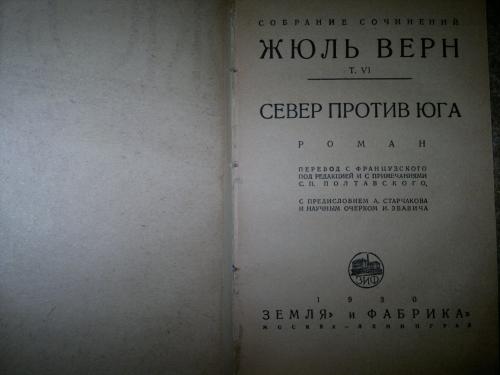 СОБРАНИЕ СОЧИНЕНИЙ
ЖЮЛЬ ВЕРН
Т. VI
СЕВЕР ПРОТИВ ЮГА
РОМАН
ПЕРЕВОД С ФРАНЦУЗСКОГО
ПОД РЕДАКЦИЕЙ И С ПРИМЕЧАНИЯМИ
С. П. ПОЛТАВСКОГО,
С ПРЕДИСЛОВИЕМ А. СТАРЧАКОВА
И НАУЧНЫМ ОЧЕРКОМ И. ЗВАВИЧА
ЗИФ
1930
ЗЕМЛЯ» и ФАБРИКА»
МОСКВА — ЛЕНИНГРАД